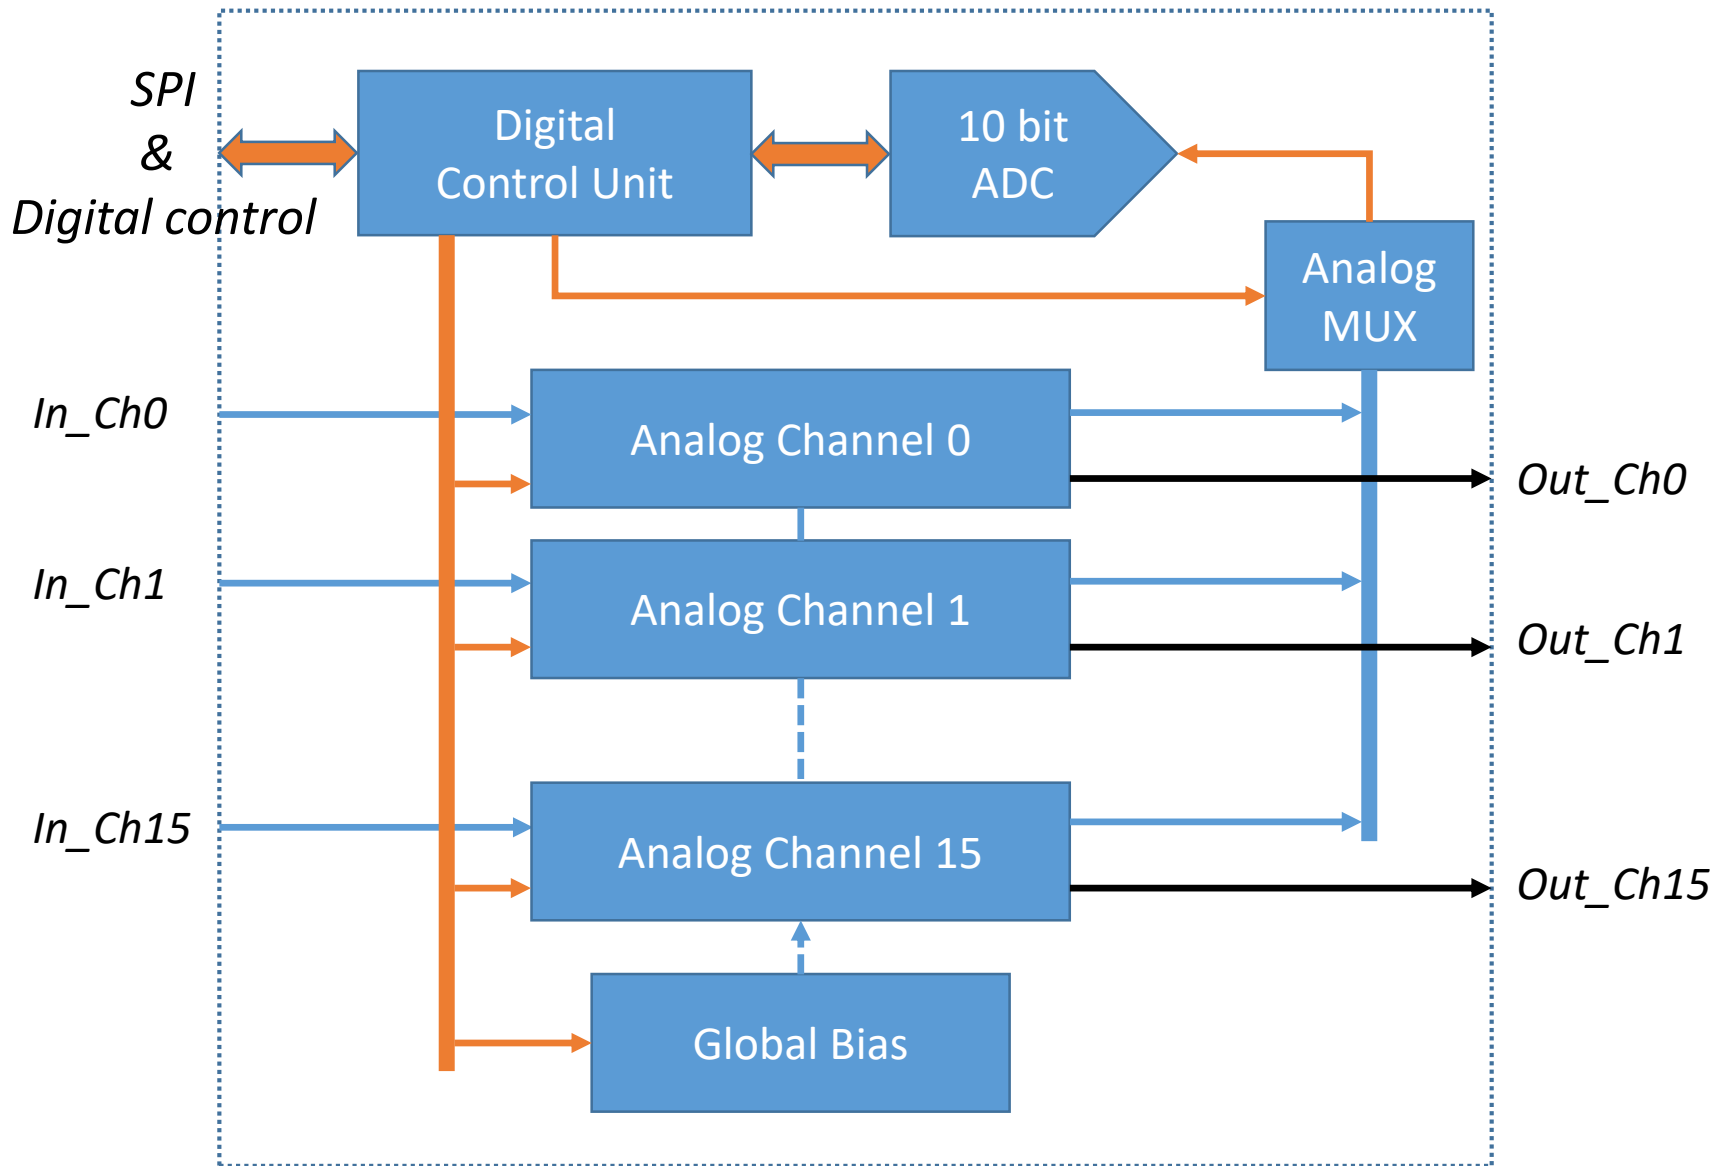 SPI
&
Digital control
Digital
Control Unit
10 bit
ADC
Analog
MUX
In_Ch0
Analog Channel 0
Out_Ch0
In_Ch1
Analog Channel 1
Out_Ch1
In_Ch15
Analog Channel 15
Out_Ch15
Global Bias